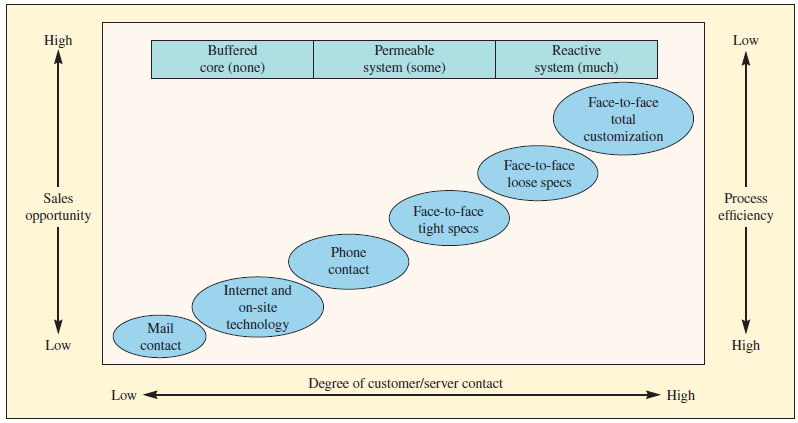 High
Low
Buffered
core (none)
Permeable
system (some)
Reactive
system (much)
Face-to-face
total
customization
Face-to-face
loose specs
Sales
opportunity
Process
efficiency
Face-to-face
tight specs
Phone
contact
Internet and
on-site
technology
Mail
contact
Low
High
Degree of customer/server contact
Low
High